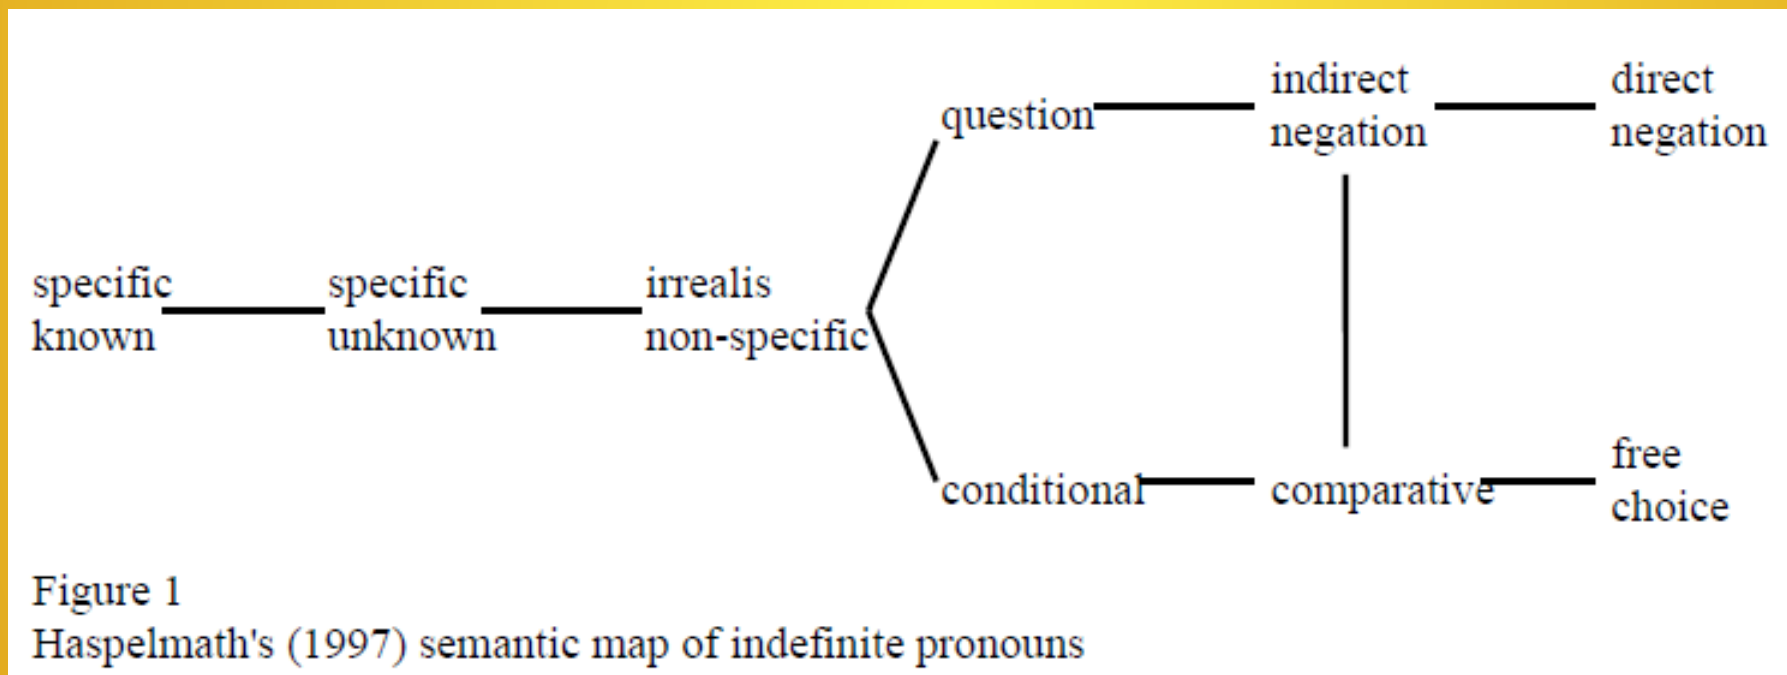 indirect
negation
direct
negation
question
specific
known
specific
unknown
irrealis
non-specific
conditional
comparative
free
choice
Figure 1
Haspelmath's (1997) semantic map of indefinite pronouns